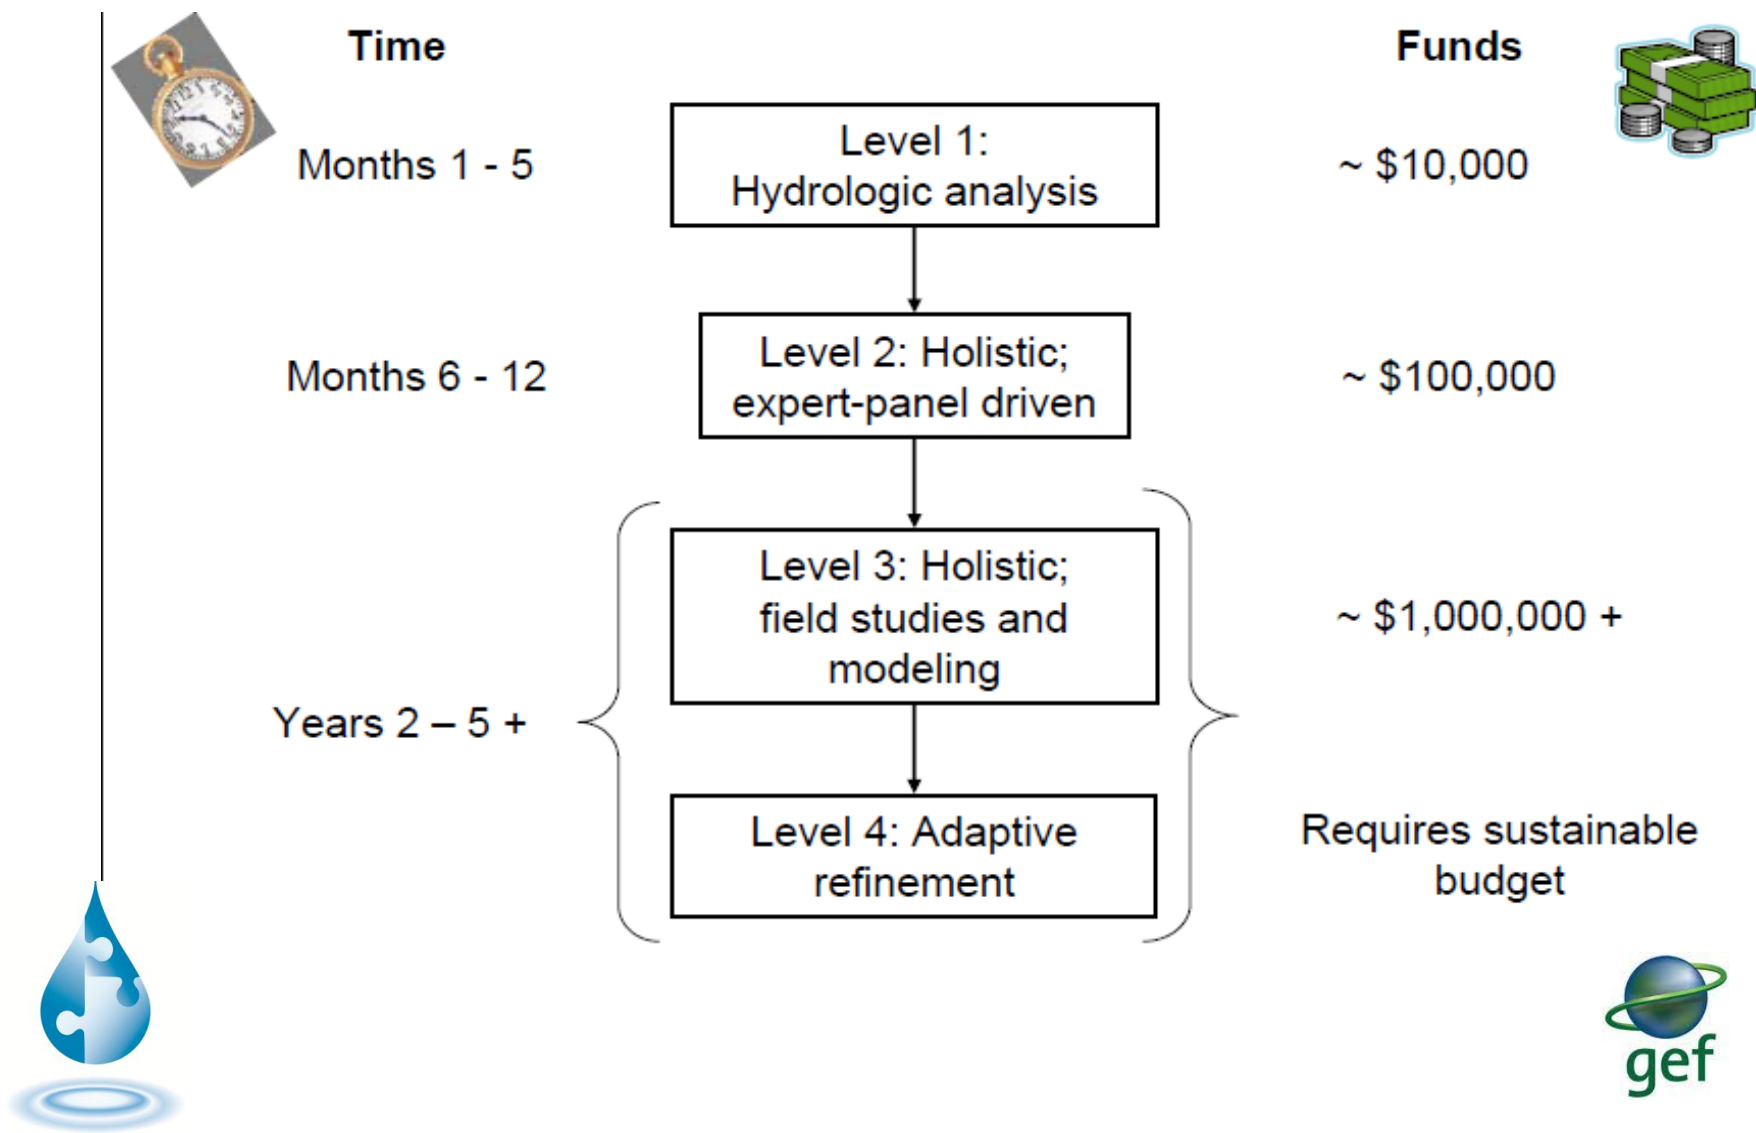 Time
Funds
Months 1 - 5
Level 1:
Hydrologic analysis
~ $10,000
Months 6 - 12
Level 2: Holistic;
expert-panel driven
~ $100,000
Level 3: Holistic;
field studies and
modeling
~ $1,000,000 +
Years 2 – 5 +
Level 4: Adaptive
refinement
Requires sustainable
budget
gef